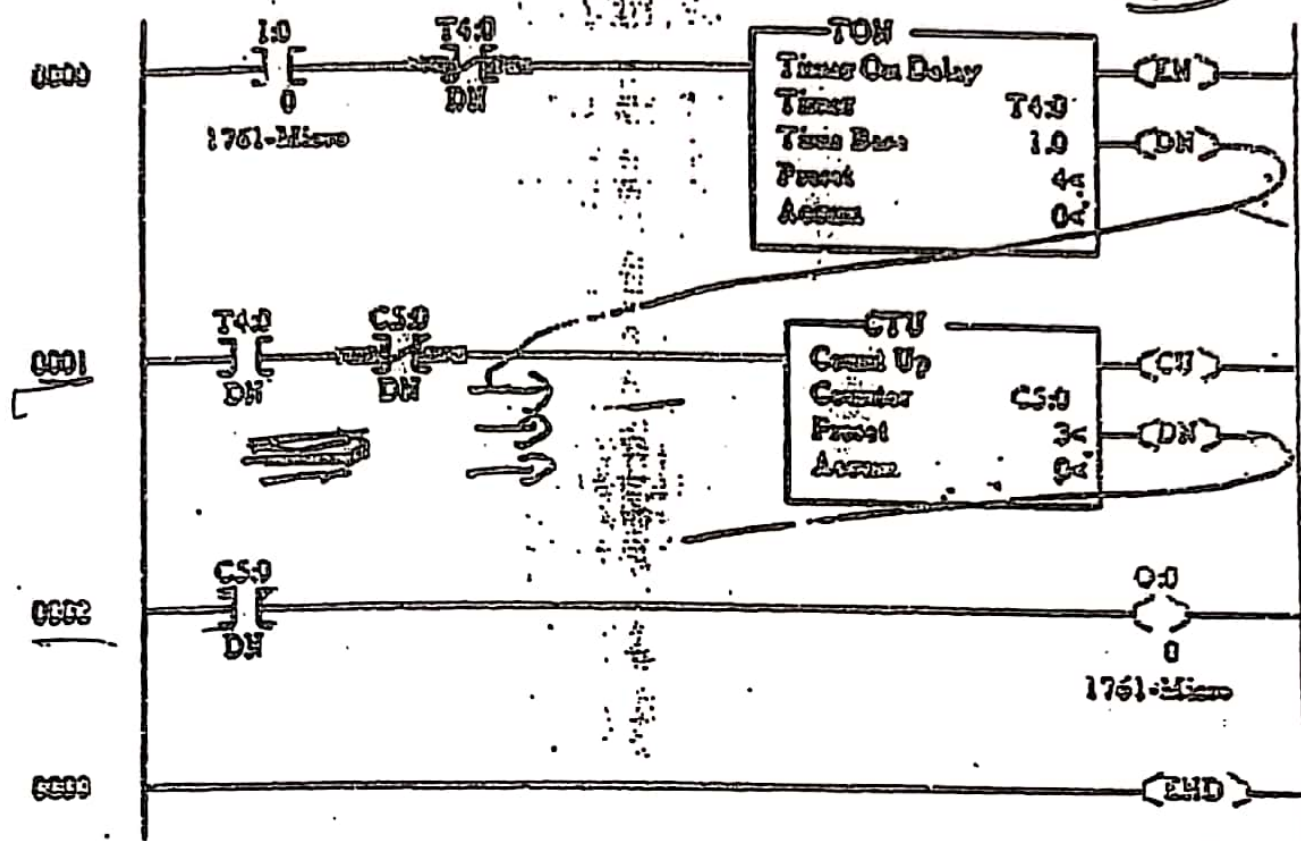 0000
I:0
0
1761-Micro
T4:0
DN
TON
Timer On Delay
Timer T4:0
Time Base 1.0
Preset 4<
Accum 0<
EN
DN
0001
T4:0
DN
C5:0
DN
CTU
Count Up
Counter C5:0
Preset 3<
Accum 0<
CU
DN
0002
C5:0
DN
O:0
0
1761-Micro
END